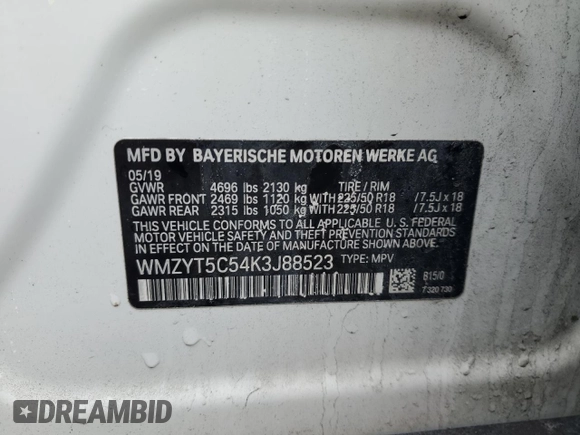 MFD BY BAYERISCHE MOTOREN WERKE AG
05/19
GVWR 4696 lbs 2130 kg TIRE / RIM
GAWR FRONT 2469 lbs 1120 kg WITH 225/50 R18 /7.5J x 18
GAWR REAR 2315 lbs 1050 kg WITH 225/50 R18 /7.5J x 18
THIS VEHICLE CONFORMS TO ALL APPLICABLE U.S. FEDERAL
MOTOR VEHICLE SAFETY AND THEFT PREVENTION STANDARDS
IN EFFECT ON THE DATE OF MANUFACTURE SHOWN ABOVE.
WMZYT5C54K3J88523 TYPE: MPV
B15/0
7 320 730
DREAMBID